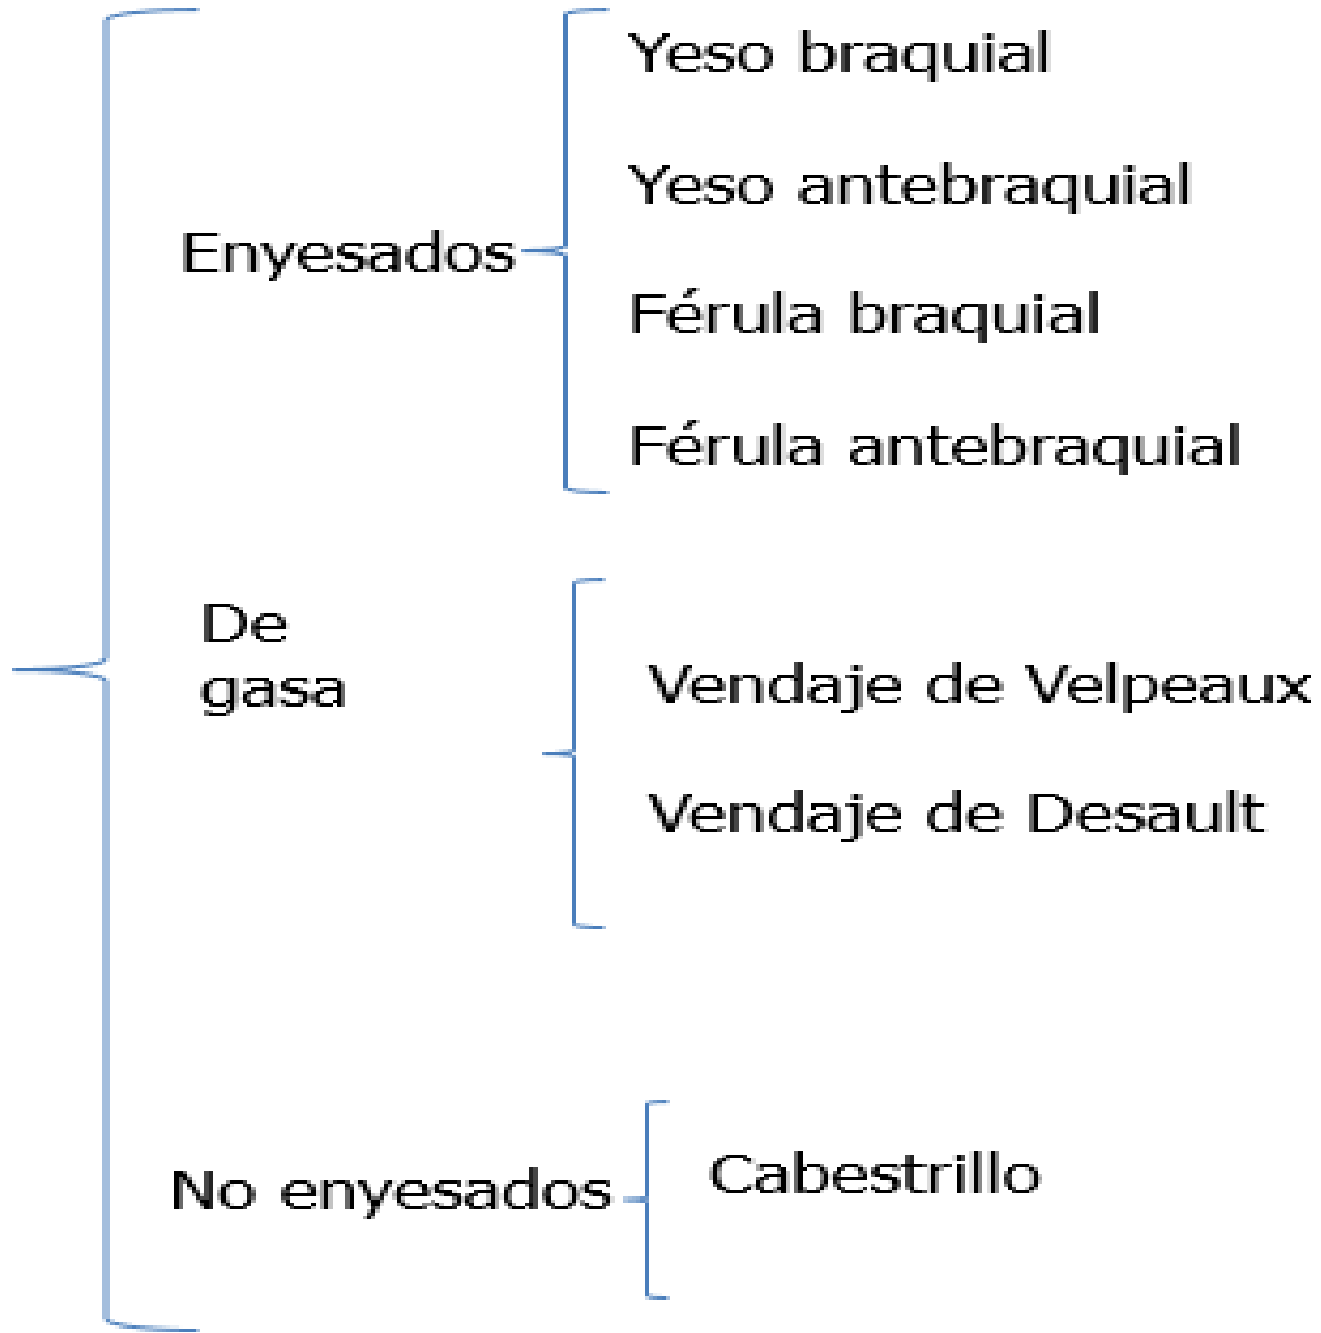 Enyesados
Yeso braquial
Yeso antebraquial
Férula braquial
Férula antebraquial
De
gasa
Vendaje de Velpeaux
Vendaje de Desault
No enyesados
Cabestrillo